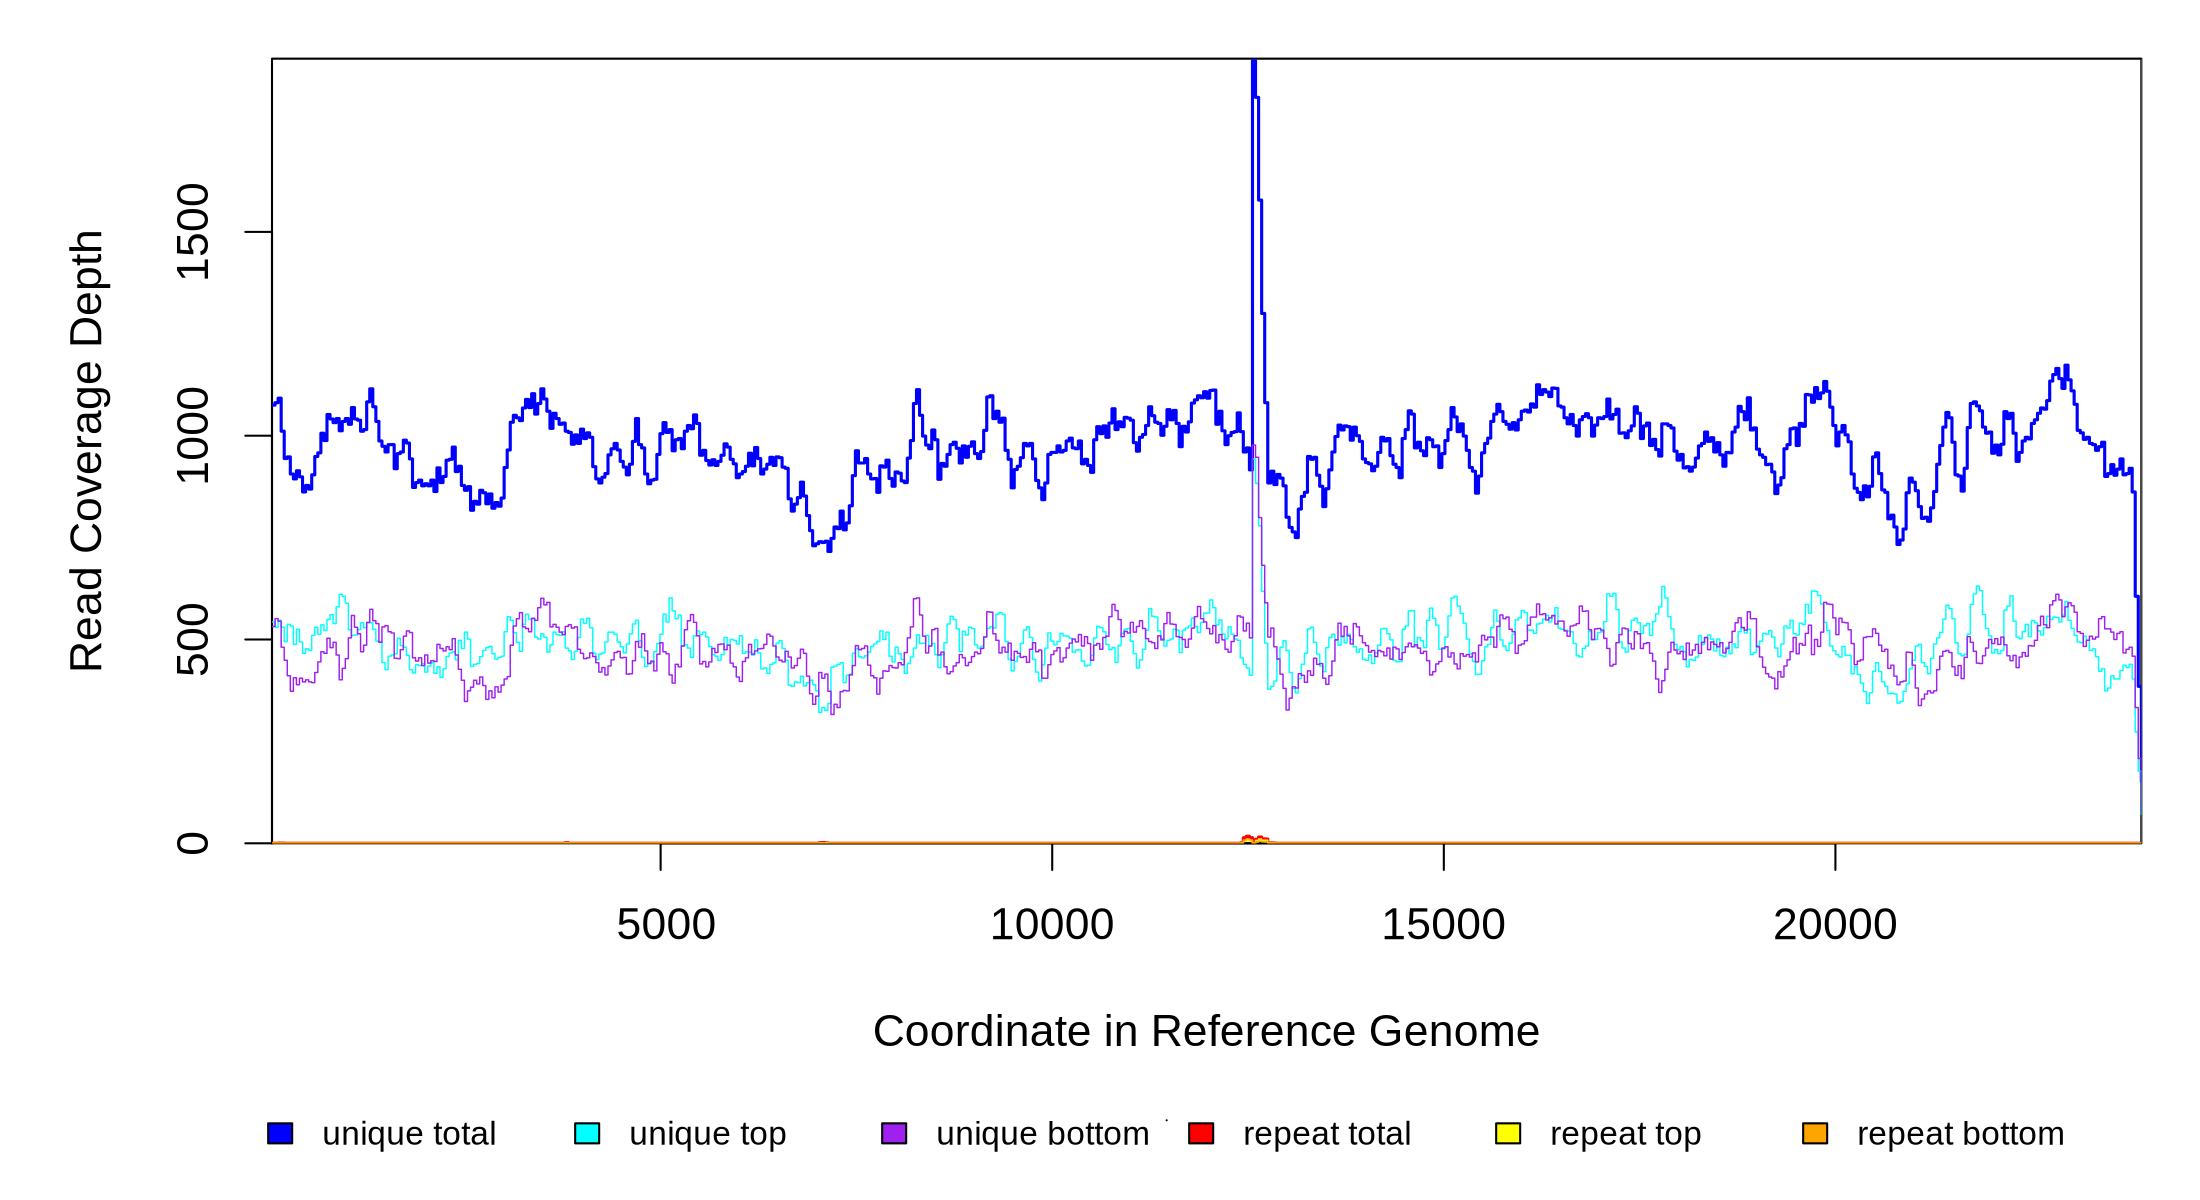 Read Coverage Depth
1500
1000
500
0
5000 10000 15000 20000
Coordinate in Reference Genome
unique total unique top unique bottom repeat total repeat top repeat bottom